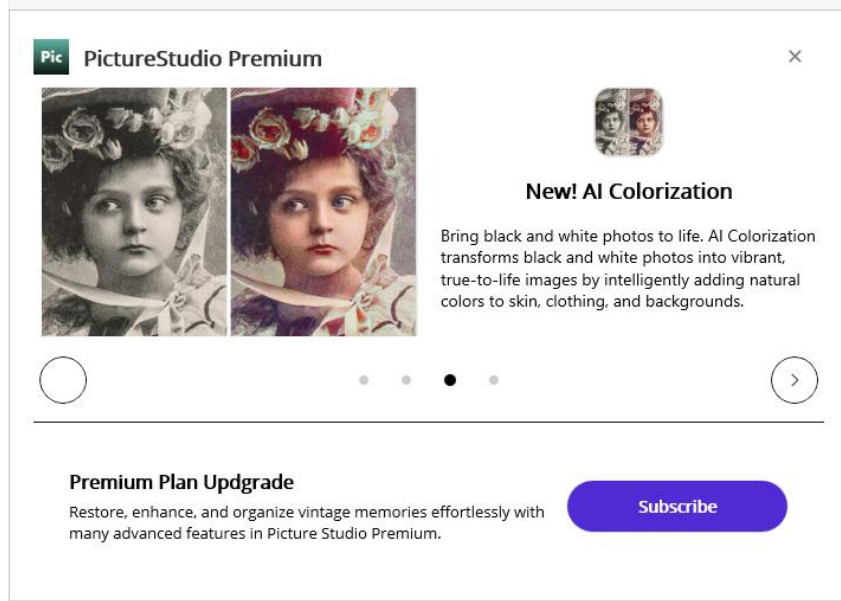 Pic
PictureStudio Premium
New! AI Colorization
Bring black and white photos to life. AI Colorization
transforms black and white photos into vibrant,
true-to-life images by intelligently adding natural
colors to skin, clothing, and backgrounds.
Premium Plan Updgrade
Restore, enhance, and organize vintage memories effortlessly with
many advanced features in Picture Studio Premium.
Subscribe